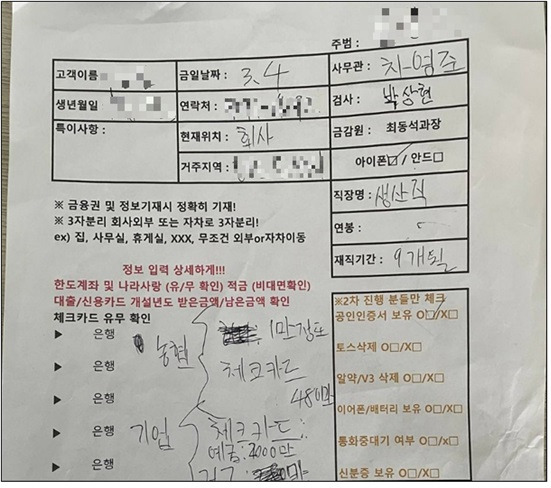 주범 :
고객이름
금일날짜 : 3.4
사무관 : 차영준
생년월일
연락처 :
검사 : 박상현
특이사항 :
현재위치 : 회사
금감원 : 최동석과장
거주지역 :
아이폰☑/ 안드☐
직장명 : 생산직
연봉 :
재직기간 : 9개월
※ 금융권 및 정보기재시 정확히 기재!
※ 3자분리 회사외부 또는 자차로 3자분리!
ex) 집, 사무실, 휴게실, XXX, 무조건 외부or자차이동
정보 입력 상세하게!!!
한도계좌 및 나라사랑 (유/무 확인) 적금 (비대면확인)
대출/신용카드 개설년도 받은금액/남은금액 확인
체크카드 유무 확인
▶ 은행 농협
1만정도
체크카드
▶ 은행
48만
▶ 은행 기업
체크카드
예금: 2000만
▶ 은행
▶ 은행
※2차 진행 분들만 체크
공인인증서 보유 O☐/X☐
토스삭제 O☐/X☐
알약/V3 삭제 O☐/X☐
이어폰/배터리 보유 O☐/X☐
통화중대기 여부 O☐/x☐
신분증 보유 O☐/X☐